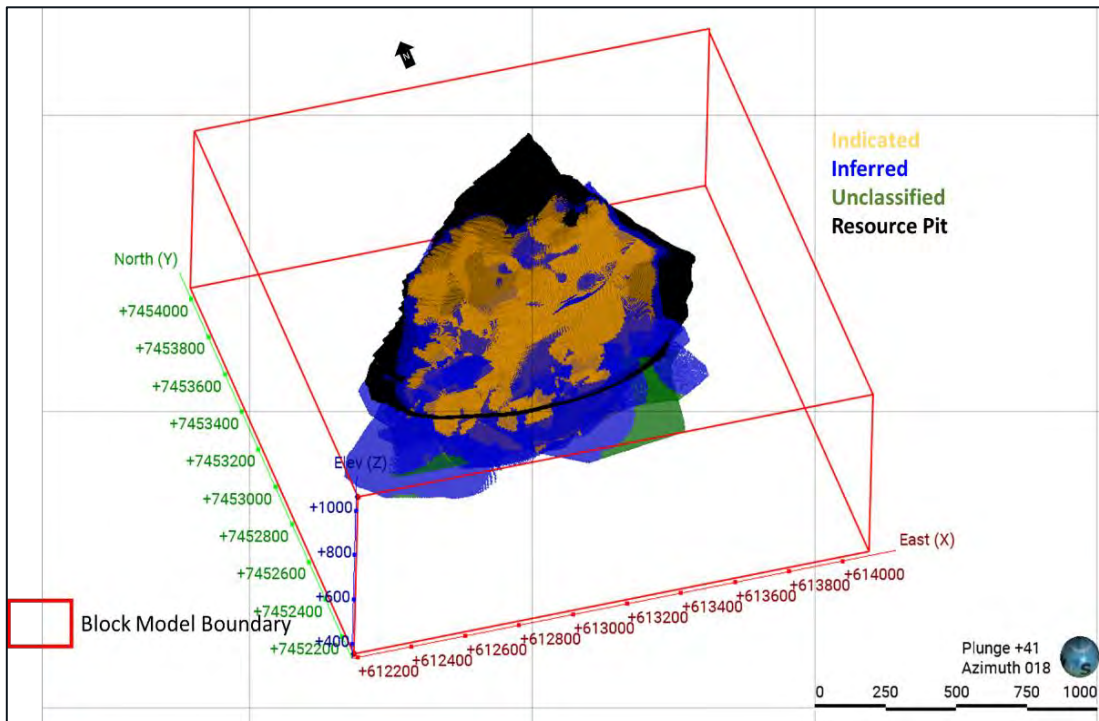 N
Indicated
Inferred
Unclassified
Resource Pit
North (Y)
+7454000
+7453800
+7453600
+7453400
+7453200
+7453000
+7452800
+7452600
+7452400
+7452200
Elev (Z)
+1000
+800
+600
+400
East (X)
+614000
+613800
+613600
+613400
+613200
+613000
+612800
+612600
+612400
+612200
Block Model Boundary
Plunge +41
Azimuth 018
S
0 250 500 750 1000